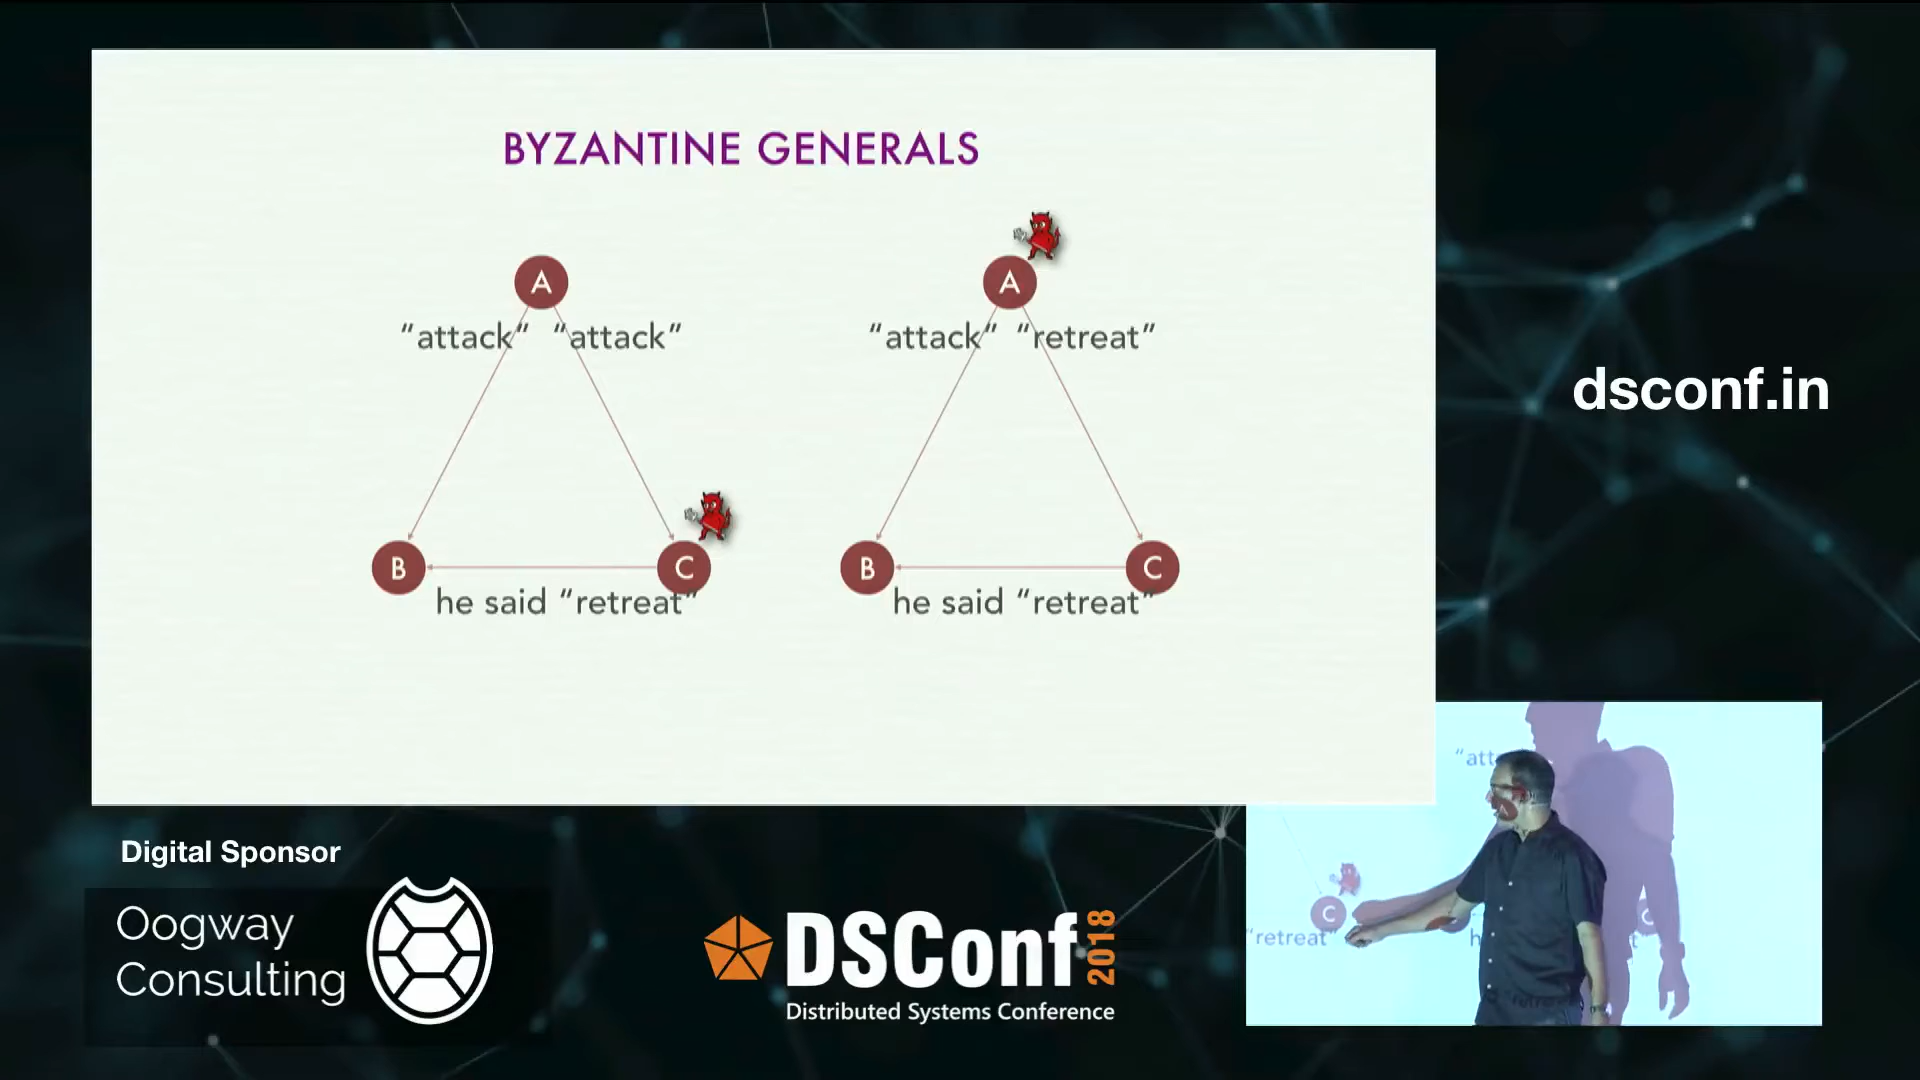 BYZANTINE GENERALS
A
A
“attack” “attack”
“attack” “retreat”
B
C
B
C
he said “retreat”
he said “retreat”
dsconf.in
Digital Sponsor
Oogway
Consulting
DSConf
2018
Distributed Systems Conference
C
"retreat"